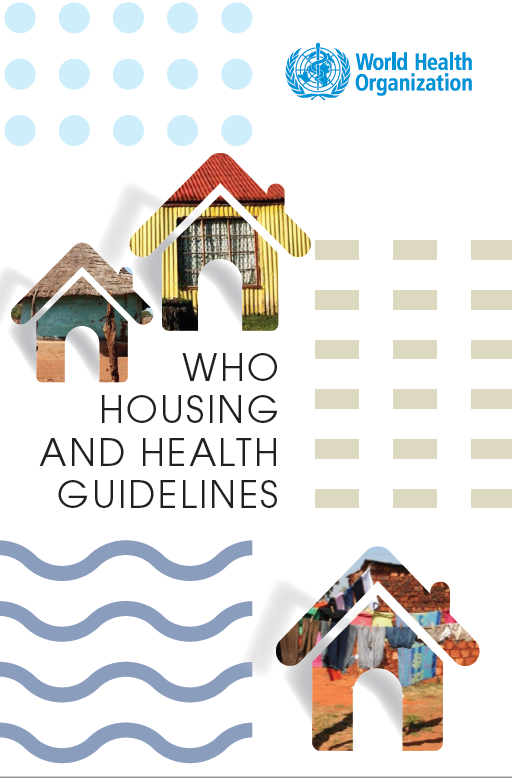 World Health
Organization
WHO
HOUSING
AND HEALTH
GUIDELINES